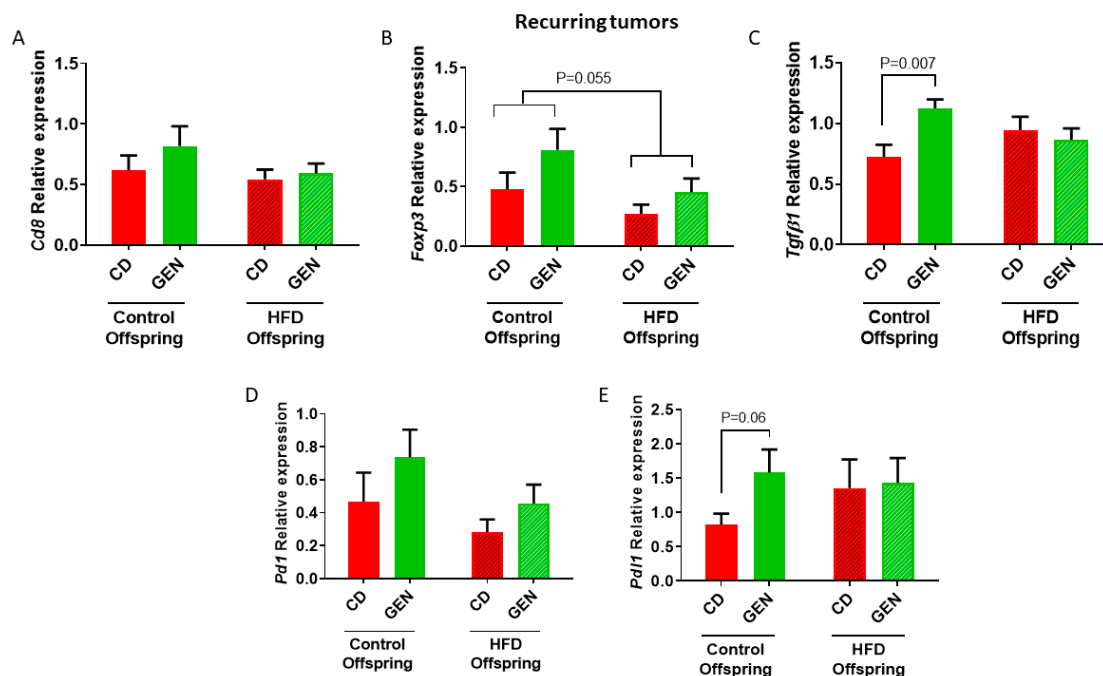 Recurring tumors
A
Cd8 Relative expression
1.5
1.0
0.5
0.0
CD
GEN
CD
GEN
Control
Offspring
HFD
Offspring
B
Foxp3 Relative expression
1.5
1.0
0.5
0.0
P=0.055
CD
GEN
CD
GEN
Control
Offspring
HFD
Offspring
C
Tgfβ1 Relative expression
1.5
1.0
0.5
0.0
P=0.007
CD
GEN
CD
GEN
Control
Offspring
HFD
Offspring
D
Pd1 Relative expression
1.0
0.8
0.6
0.4
0.2
0.0
CD
GEN
CD
GEN
Control
Offspring
HFD
Offspring
E
Pdl1 Relative expression
2.5
2.0
1.5
1.0
0.5
0.0
P=0.06
CD
GEN
CD
GEN
Control
Offspring
HFD
Offspring